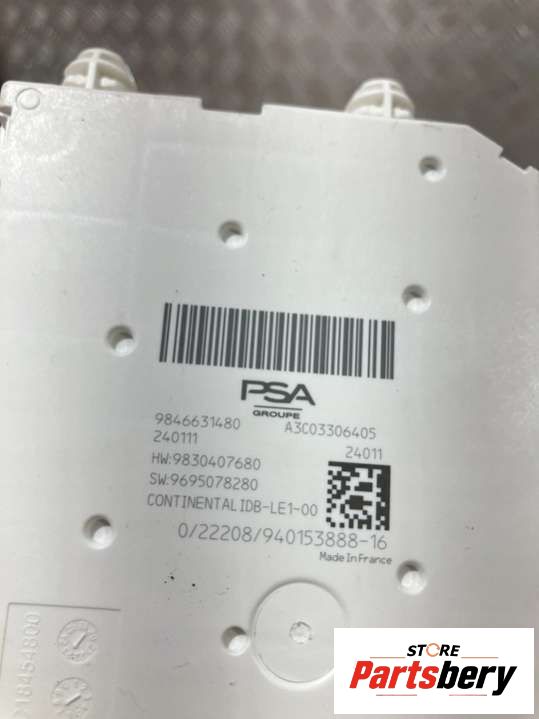 PSA
GROUPE
9846631480 A3C03306405
240111 24011
HW:9830407680
SW:9695078280
CONTINENTAL IDB-LE1-00
0/22208/940153888-16
Made In France
STORE
Partsbery